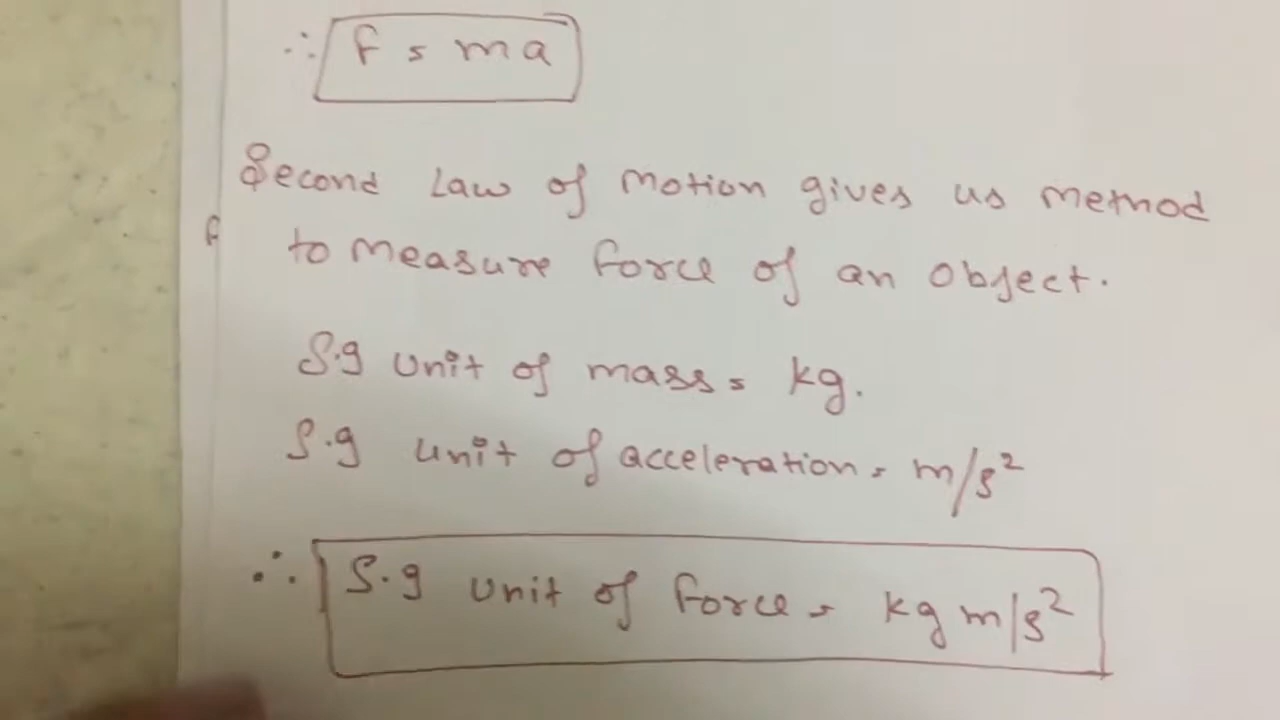 ∴ F = ma
Second Law of Motion gives us method
f
to measure force of an object.
S.I unit of mass = kg.
S.I unit of acceleration = m/s²
∴ S.I unit of force = kg m/s²